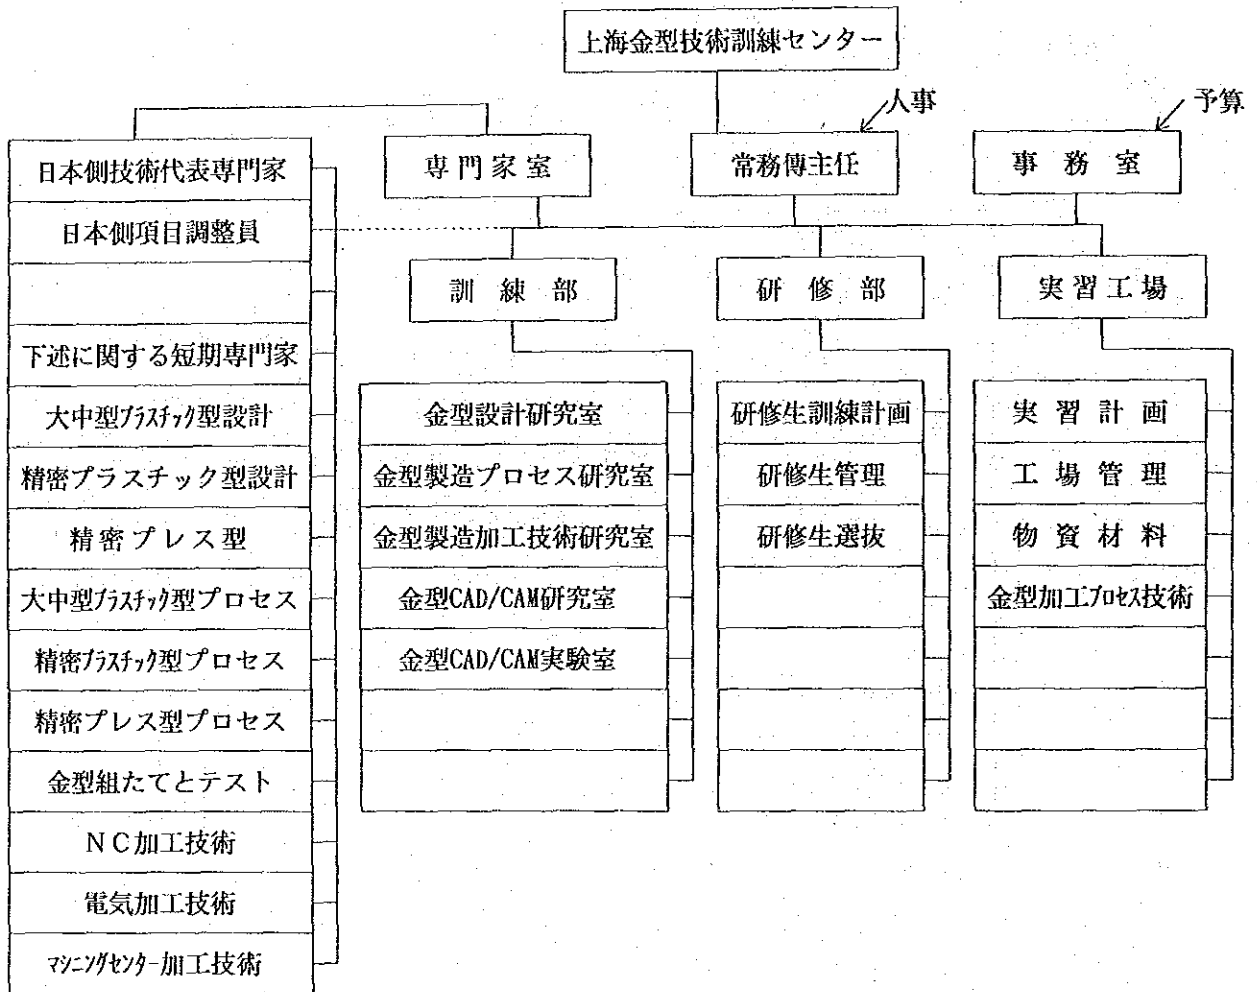 上海金型技術訓練センター
人事
予算
専門家室
常務傅主任
事務室
日本側技術代表専門家
日本側項目調整員
下述に関する短期専門家
大中型プラスチック型設計
精密プラスチック型設計
精密プレス型
大中型プラスチック型プロセス
精密プラスチック型プロセス
精密プレス型プロセス
金型組たてとテスト
NC加工技術
電気加工技術
マシニングセンター加工技術
訓練部
金型設計研究室
金型製造プロセス研究室
金型製造加工技術研究室
金型CAD/CAM研究室
金型CAD/CAM実験室
研修部
研修生訓練計画
研修生管理
研修生選抜
実習工場
実習計画
工場管理
物資材料
金型加工プロセス技術